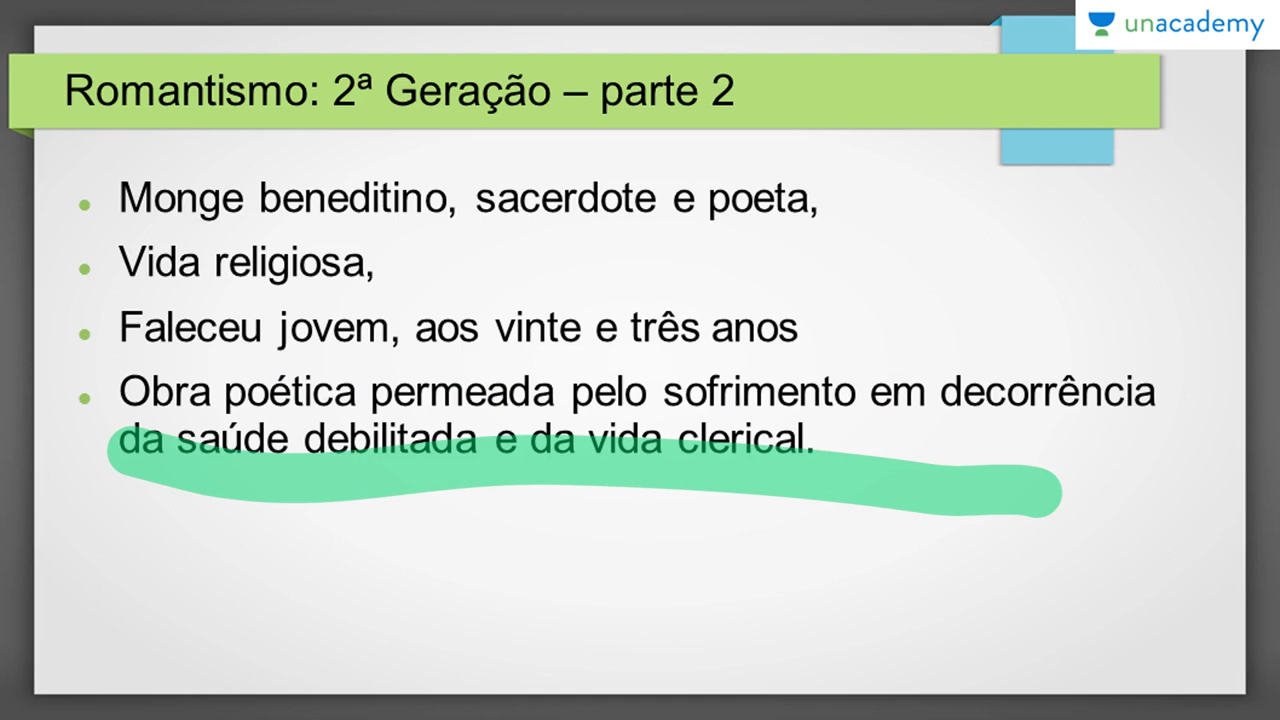 unacademy
Romantismo: 2ª Geração – parte 2
Monge beneditino, sacerdote e poeta,
Vida religiosa,
Faleceu jovem, aos vinte e três anos
Obra poética permeada pelo sofrimento em decorrência
da saúde debilitada e da vida clerical.